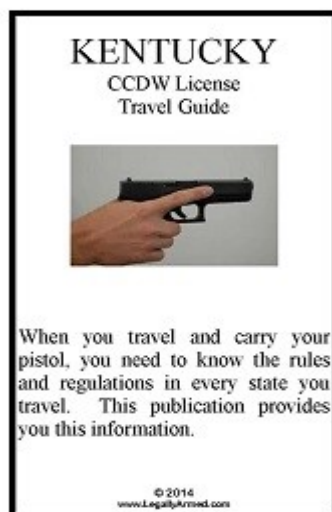 KENTUCKY
CCDW License
Travel Guide
When you travel and carry your
pistol, you need to know the rules
and regulations in every state you
travel. This publication provides
you this information.
© 2014
www.LegallyArmed.com